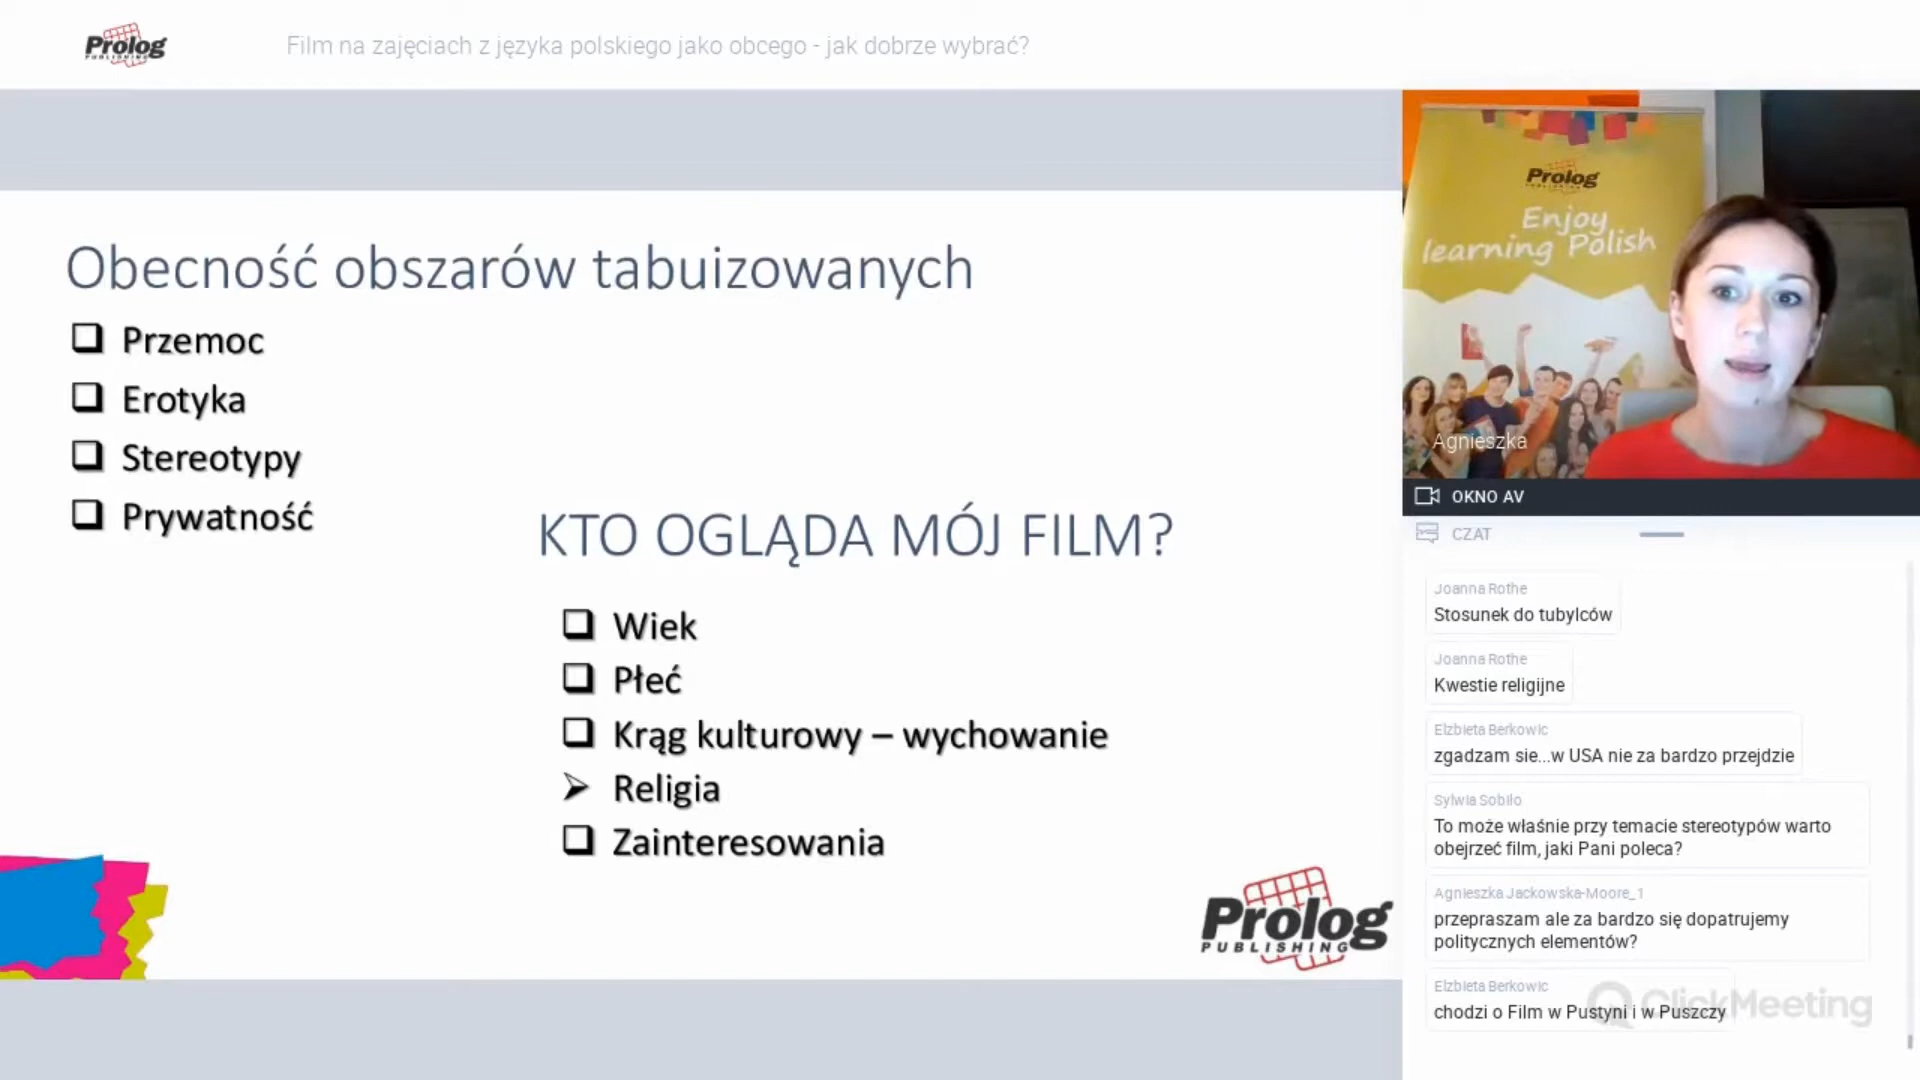 Prolog
PUBLISHING
Film na zajęciach z języka polskiego jako obcego - jak dobrze wybrać?
Obecność obszarów tabuizowanych
Przemoc
Erotyka
Stereotypy
Prywatność
KTO OGLĄDA MÓJ FILM?
Wiek
Płeć
Krąg kulturowy – wychowanie
Religia
Zainteresowania
Prolog
PUBLISHING
Prolog
PUBLISHING
Enjoy
learning Polish
Agnieszka
OKNO AV
CZAT
Joanna Rothe
Stosunek do tubylców
Joanna Rothe
Kwestie religijne
Elzbieta Berkowic
zgadzam sie...w USA nie za bardzo przejdzie
Sylwia Sobilo
To może właśnie przy temacie stereotypów warto
obejrzeć film, jaki Pani poleca?
Agnieszka Jackowska-Moore_1
przepraszam ale za bardzo się dopatrujemy
politycznych elementów?
Elzbieta Berkowic
chodzi o Film w Pustyni i w Puszczy
ClickMeeting